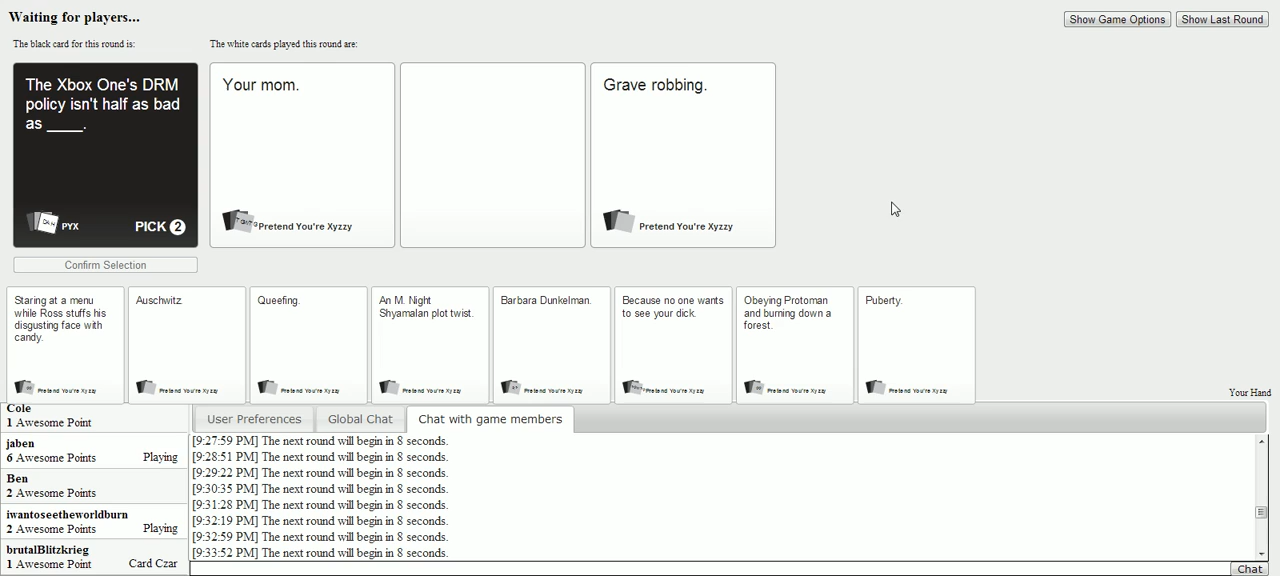 Waiting for players...
Show Game Options
Show Last Round
The black card for this round is:
The white cards played this round are:
The Xbox One's DRM
policy isn't half as bad
as ____.
PYX
PICK 2
Your mom.
Pretend You're Xyzzy
Grave robbing.
Pretend You're Xyzzy
Confirm Selection
Staring at a menu
while Ross stuffs his
disgusting face with
candy.
Pretend You're Xyzzy
Auschwitz.
Pretend You're Xyzzy
Queefing.
Pretend You're Xyzzy
An M. Night
Shyamalan plot twist.
Pretend You're Xyzzy
Barbara Dunkelman.
Pretend You're Xyzzy
Because no one wants
to see your dick.
Pretend You're Xyzzy
Obeying Protoman
and burning down a
forest.
Pretend You're Xyzzy
Puberty.
Pretend You're Xyzzy
Your Hand
Cole
1 Awesome Point
jaben
6 Awesome Points
Playing
Ben
2 Awesome Points
iwantoseetheworldburn
2 Awesome Points
Playing
brutalBlitzkrieg
1 Awesome Point
Card Czar
User Preferences
Global Chat
Chat with game members
[9:27:59 PM] The next round will begin in 8 seconds.
[9:28:51 PM] The next round will begin in 8 seconds.
[9:29:22 PM] The next round will begin in 8 seconds.
[9:30:35 PM] The next round will begin in 8 seconds.
[9:31:28 PM] The next round will begin in 8 seconds.
[9:32:19 PM] The next round will begin in 8 seconds.
[9:32:59 PM] The next round will begin in 8 seconds.
[9:33:52 PM] The next round will begin in 8 seconds.
Chat